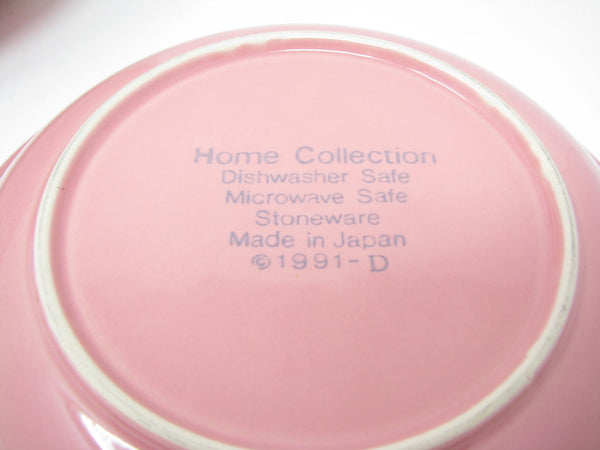 Home Collection
Dishwasher Safe
Microwave Safe
Stoneware
Made in Japan
©1991-D